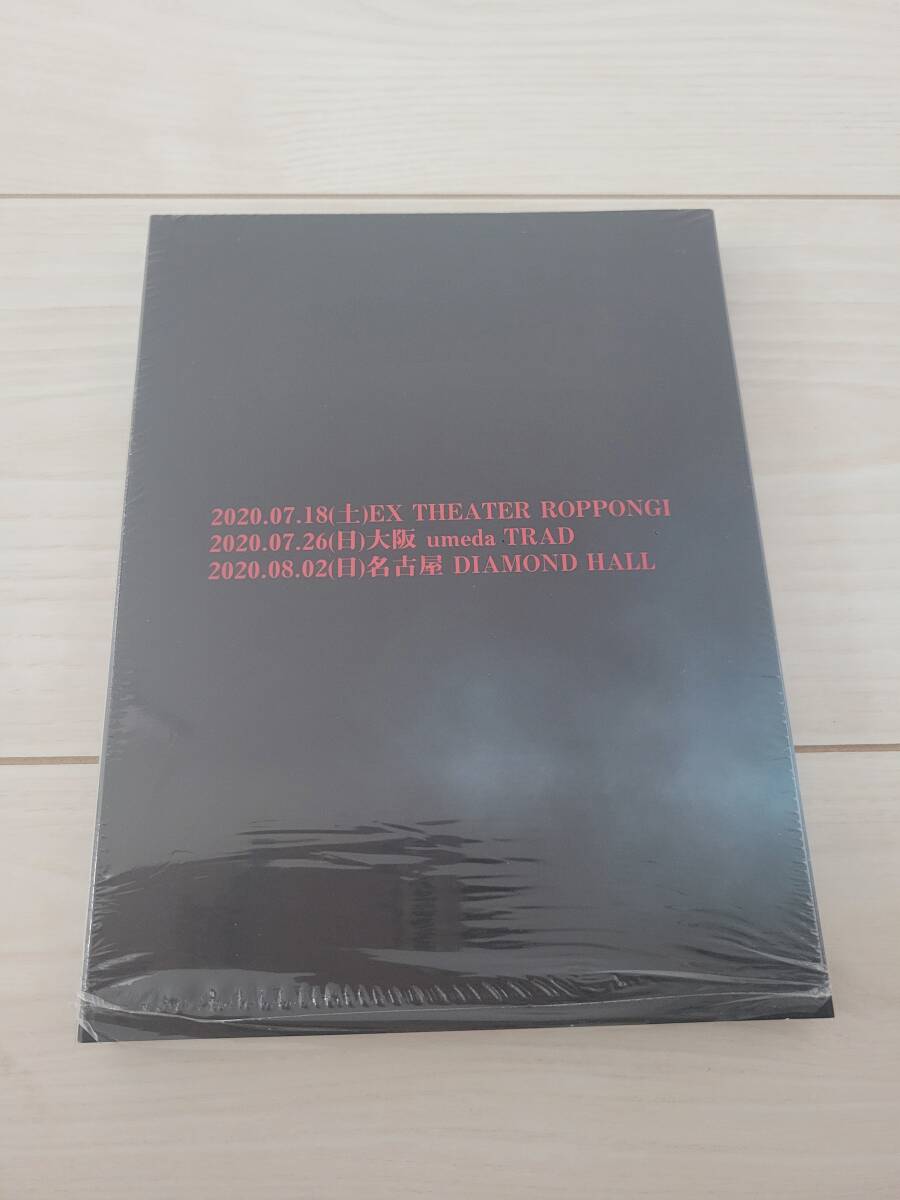 2020.07.18(土)EX THEATER ROPPONGI
2020.07.26(日)大阪 umeda TRAD
2020.08.02(日)名古屋 DIAMOND HALL